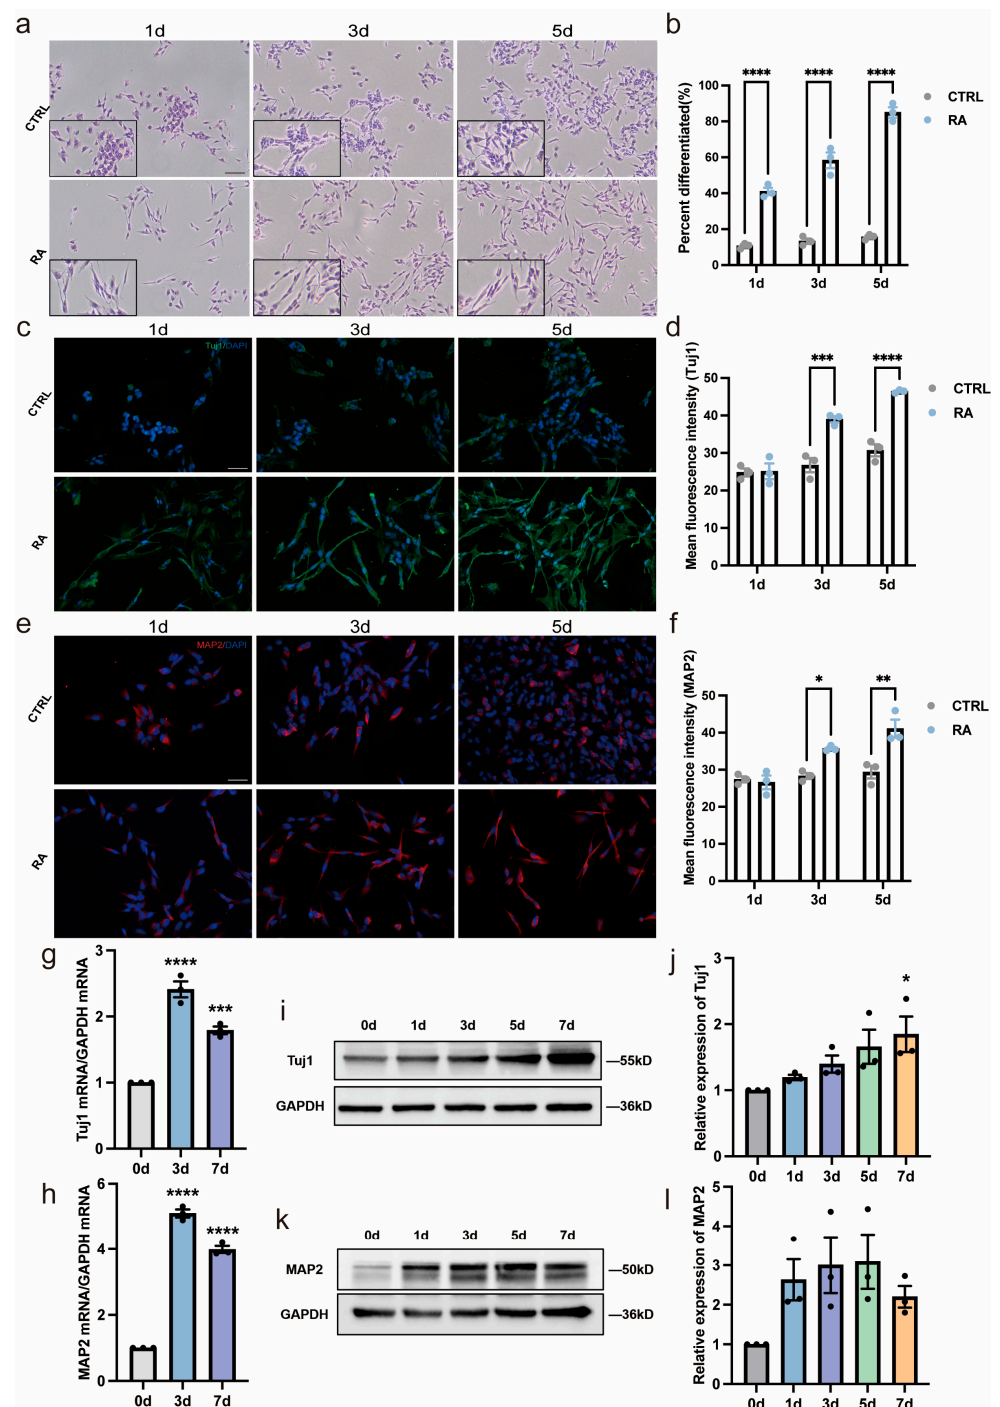 a
1d 3d 5d
CTRL
RA
b
**** **** ****
Percent differentiated(%)
100
80
60
40
20
0
1d 3d 5d
CTRL
RA
c
1d 3d 5d
Tuj1/DAPI
CTRL
RA
d
*** ****
Mean fluorescence intensity (Tuj1)
50
40
30
20
10
0
1d 3d 5d
CTRL
RA
e
1d 3d 5d
MAP2/DAPI
CTRL
RA
f
* **
Mean fluorescence intensity (MAP2)
50
40
30
20
10
0
1d 3d 5d
CTRL
RA
g
Tuj1 mRNA/GAPDH mRNA
3
2
1
0
**** ***
0d 3d 7d
h
MAP2 mRNA/GAPDH mRNA
6
4
2
0
**** ****
0d 3d 7d
i
0d 1d 3d 5d 7d
Tuj1 —55kD
GAPDH —36kD
j
Relative expression of Tuj1
3
2
1
0
*
0d 1d 3d 5d 7d
k
0d 1d 3d 5d 7d
MAP2 —50kD
GAPDH —36kD
l
Relative expression of MAP2
5
4
3
2
1
0
0d 1d 3d 5d 7d